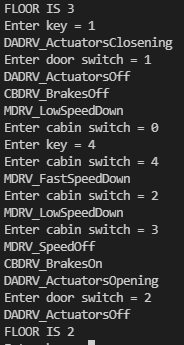 FLOOR IS 3
Enter key = 1
DADRV_ActuatorsClosening
Enter door switch = 1
DADRV_ActuatorsOff
CBDRV_BrakesOff
MDRV_LowSpeedDown
Enter cabin switch = 0
Enter key = 4
Enter cabin switch = 4
MDRV_FastSpeedDown
Enter cabin switch = 2
MDRV_LowSpeedDown
Enter cabin switch = 3
MDRV_SpeedOff
CBDRV_BrakesOn
DADRV_ActuatorsOpening
Enter door switch = 2
DADRV_ActuatorsOff
FLOOR IS 2